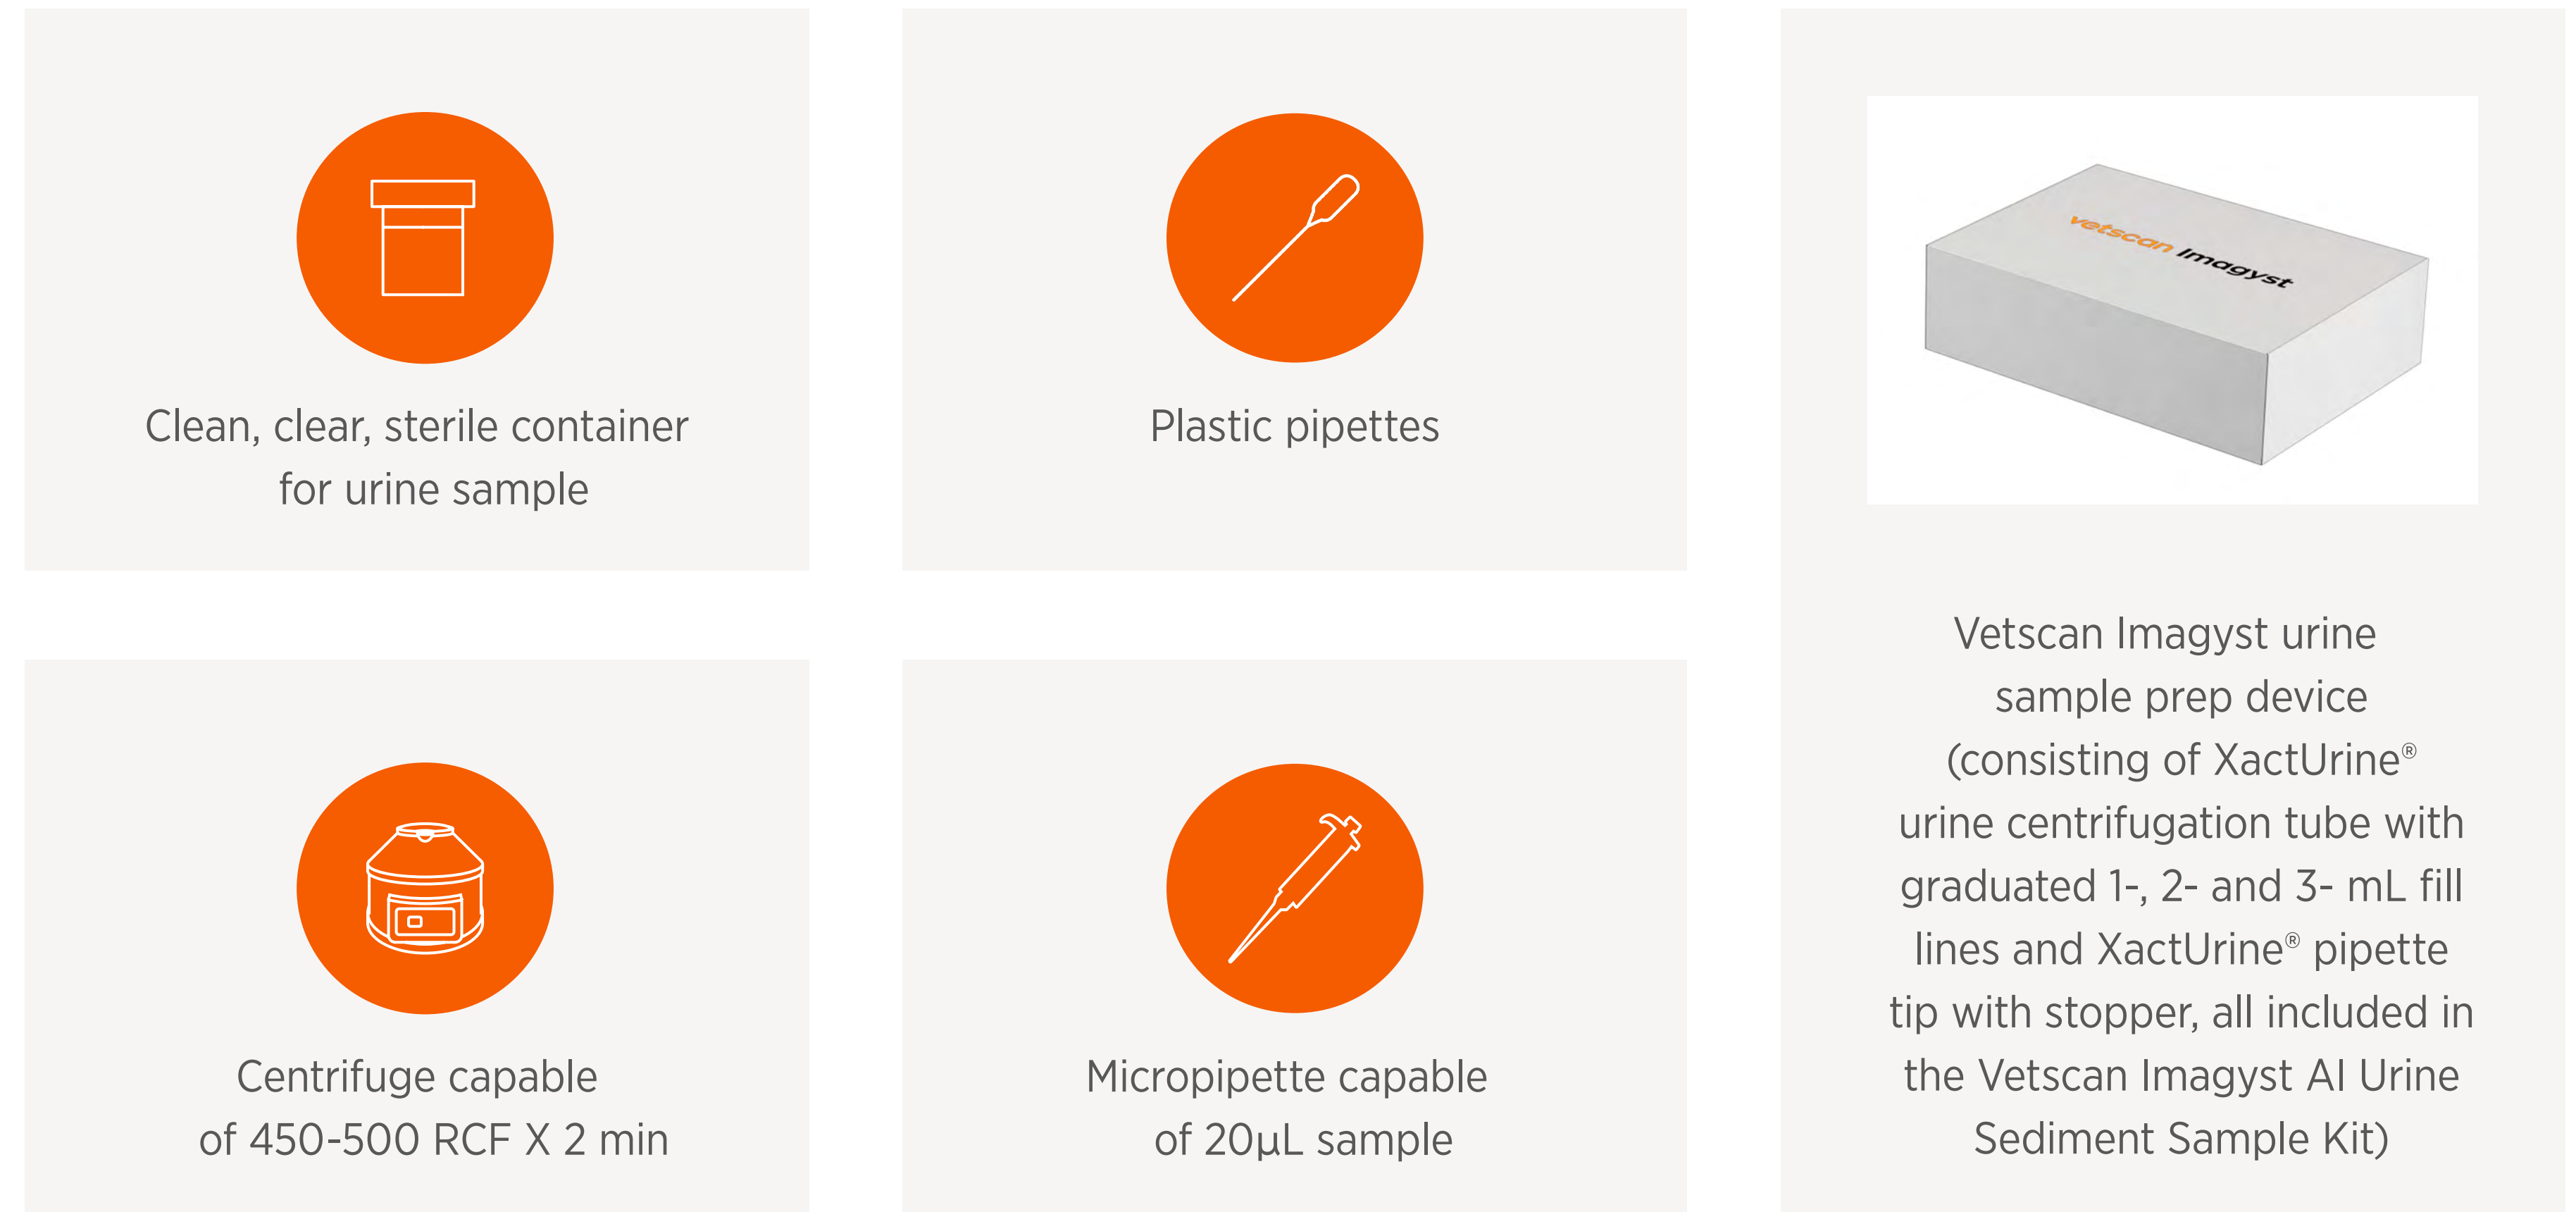 Clean, clear, sterile container
for urine sample
Plastic pipettes
vetscan Imagyst
Vetscan Imagyst urine
sample prep device
(consisting of XactUrine®
urine centrifugation tube with
graduated 1-, 2- and 3- mL fill
lines and XactUrine® pipette
tip with stopper, all included in
the Vetscan Imagyst AI Urine
Sediment Sample Kit)
Centrifuge capable
of 450-500 RCF X 2 min
Micropipette capable
of 20µL sample